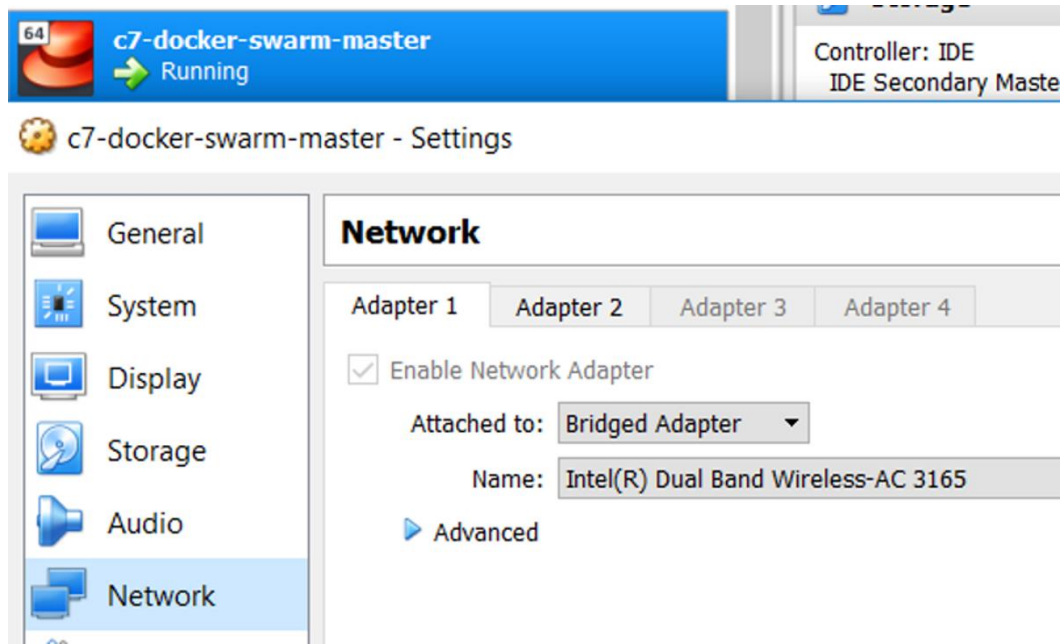 64
c7-docker-swarm-master
Running
Storage
Controller: IDE
IDE Secondary Maste
c7-docker-swarm-master - Settings
General
System
Display
Storage
Audio
Network
Network
Adapter 1 Adapter 2 Adapter 3 Adapter 4
Enable Network Adapter
Attached to: Bridged Adapter
Name: Intel(R) Dual Band Wireless-AC 3165
Advanced